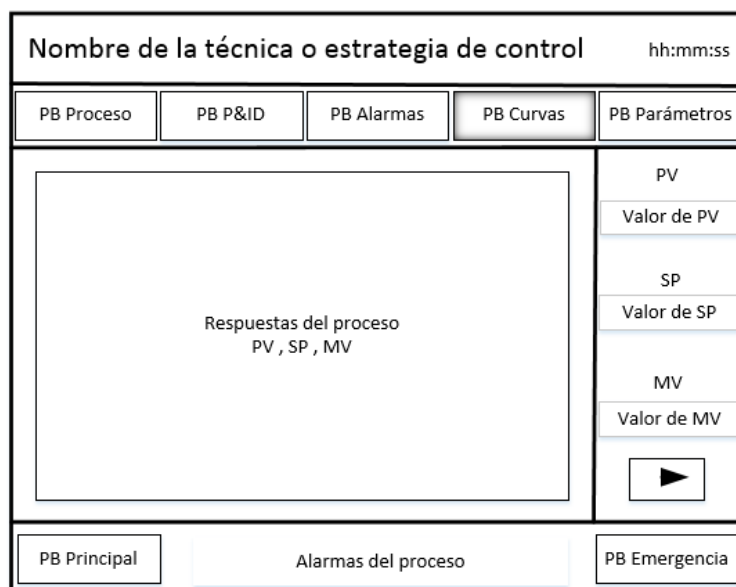 Nombre de la técnica o estrategia de control
hh:mm:ss
PB Proceso
PB P&ID
PB Alarmas
PB Curvas
PB Parámetros
Respuestas del proceso
PV , SP , MV
PV
Valor de PV
SP
Valor de SP
MV
Valor de MV
PB Principal
Alarmas del proceso
PB Emergencia